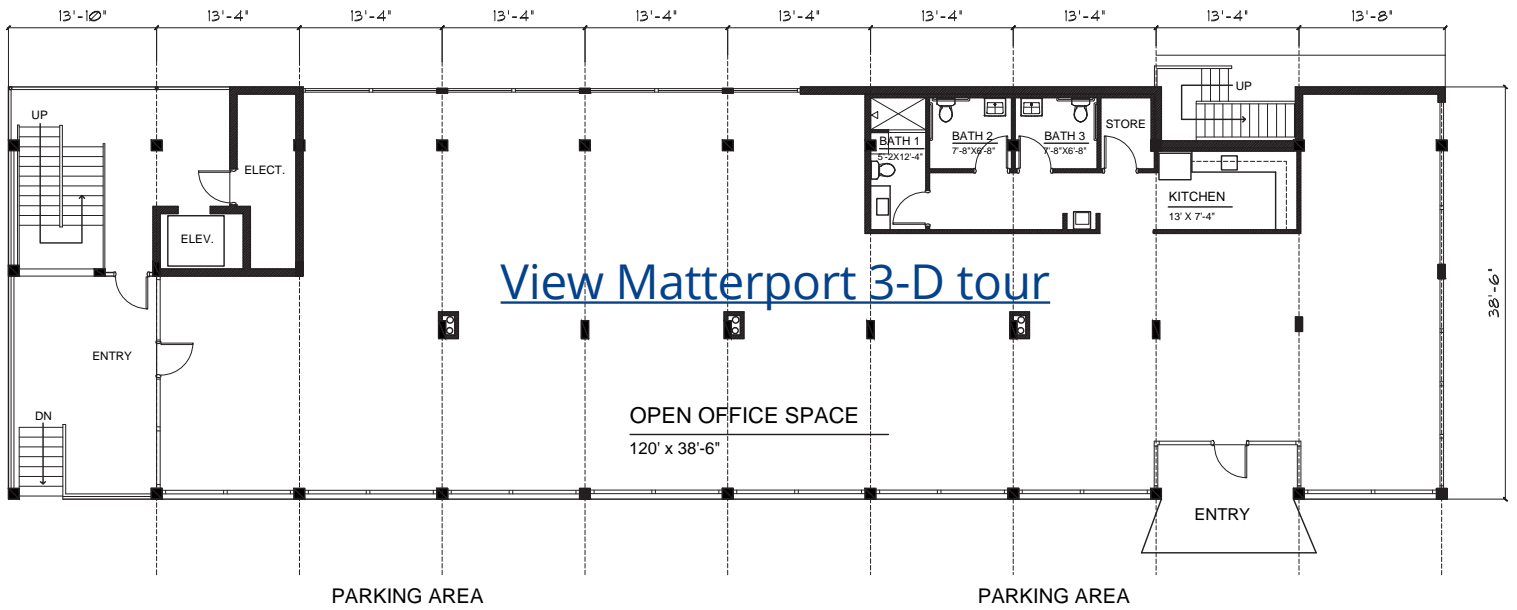 13'-10"
13'-4"
13'-4"
13'-4"
13'-4"
13'-4"
13'-4"
13'-4"
13'-4"
13'-8"
UP
UP
ELECT.
BATH 1
5'-2X12'-4"
BATH 2
7'-8"X6'-8"
BATH 3
7'-8"X6'-8"
STORE
KITCHEN
13' X 7'-4"
ELEV.
View Matterport 3-D tour
38'-6"
ENTRY
OPEN OFFICE SPACE
120' x 38'-6"
DN
ENTRY
PARKING AREA
PARKING AREA